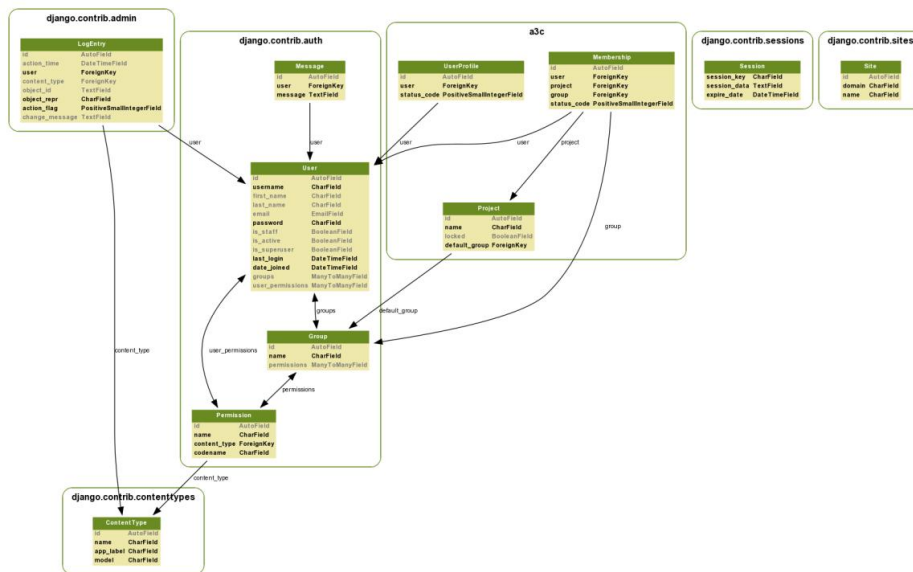 django.contrib.admin
LogEntry
id AutoField
action_time DateTimeField
user ForeignKey
content_type ForeignKey
object_id TextField
object_repr CharField
action_flag PositiveSmallIntegerField
change_message TextField
django.contrib.auth
Message
id AutoField
user ForeignKey
message TextField
a3c
UserProfile
id AutoField
user ForeignKey
status_code PositiveSmallIntegerField
Membership
id AutoField
user ForeignKey
project ForeignKey
group ForeignKey
status_code PositiveSmallIntegerField
django.contrib.sessions
Session
session_key CharField
session_data TextField
expire_date DateTimeField
django.contrib.sites
Site
id AutoField
domain CharField
name CharField
user
user
user
user
project
User
id AutoField
username CharField
first_name CharField
last_name CharField
email EmailField
password CharField
is_staff BooleanField
is_active BooleanField
is_superuser BooleanField
last_login DateTimeField
date_joined DateTimeField
groups ManyToManyField
user_permissions ManyToManyField
Project
id AutoField
name CharField
locked BooleanField
default_group ForeignKey
group
groups
default_group
Group
id AutoField
name CharField
permissions ManyToManyField
user_permissions
content_type
permissions
Permission
id AutoField
name CharField
content_type ForeignKey
codename CharField
content_type
django.contrib.contenttypes
ContentType
id AutoField
name CharField
app_label CharField
model CharField